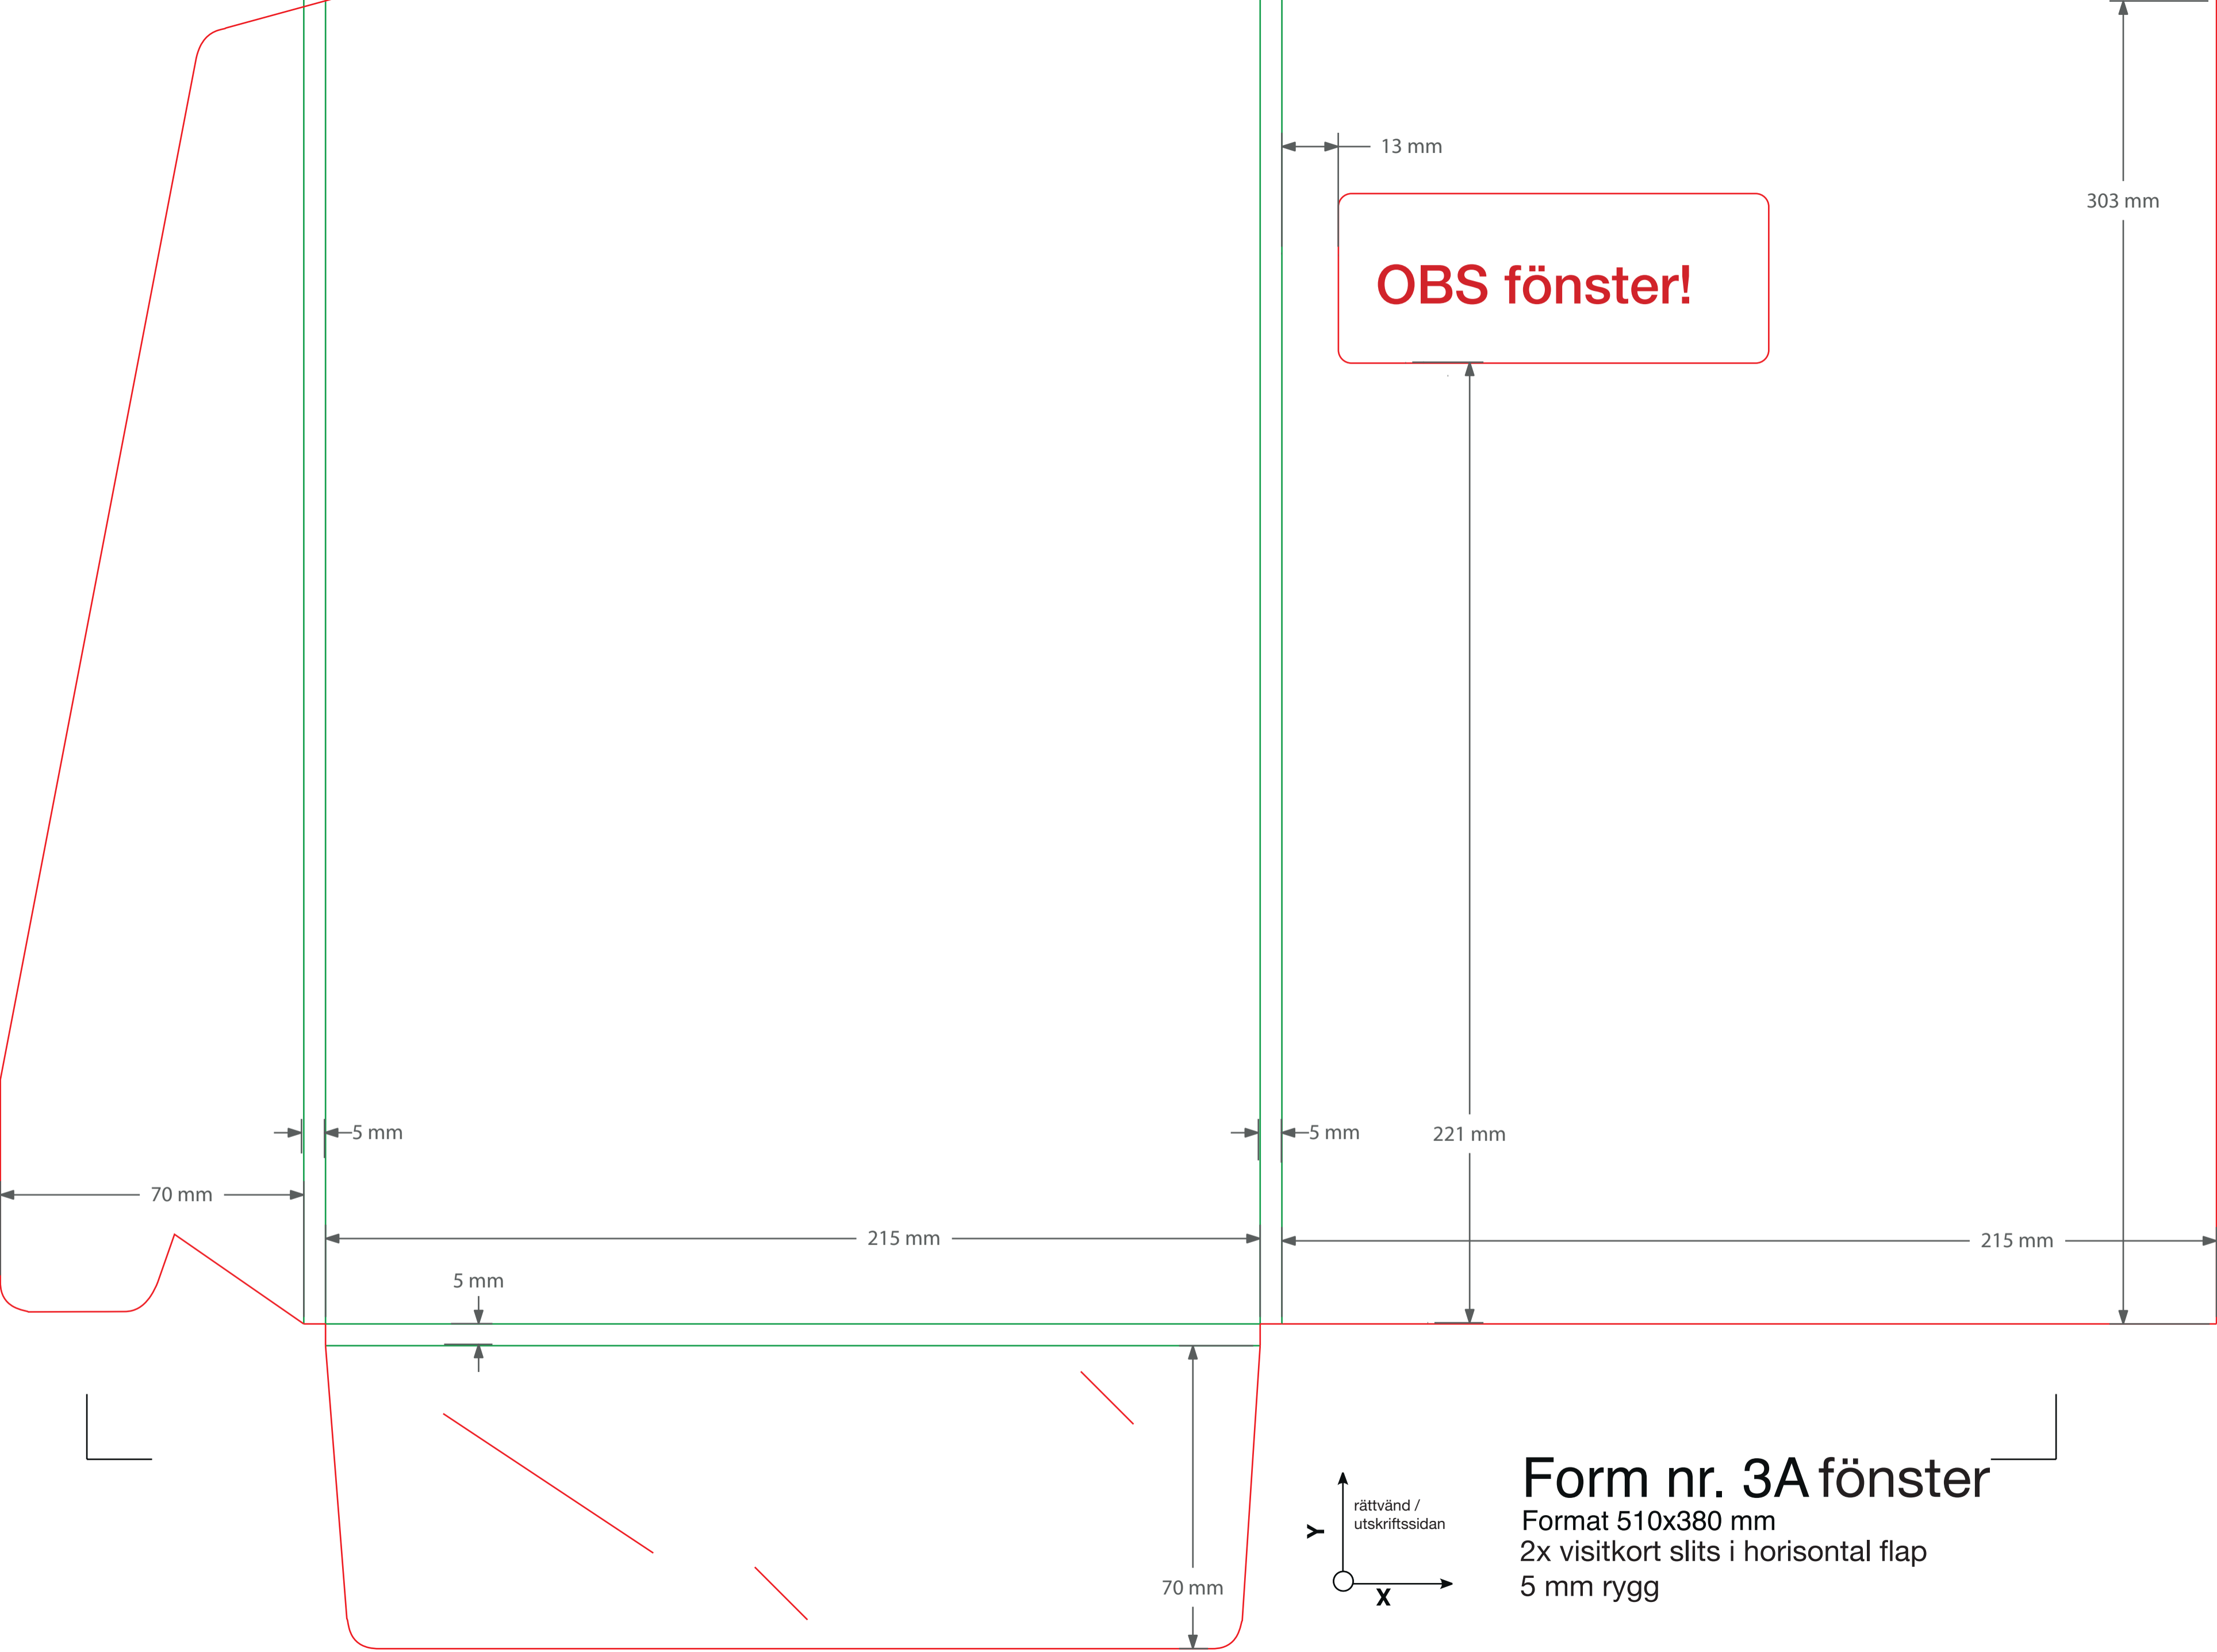 13 mm
303 mm
OBS fönster!
5 mm
5 mm
221 mm
70 mm
215 mm
215 mm
5 mm
70 mm
Y
X
rättvänd /
utskriftssidan
Form nr. 3A fönster
Format 510x380 mm
2x visitkort slits i horisontal flap
5 mm rygg